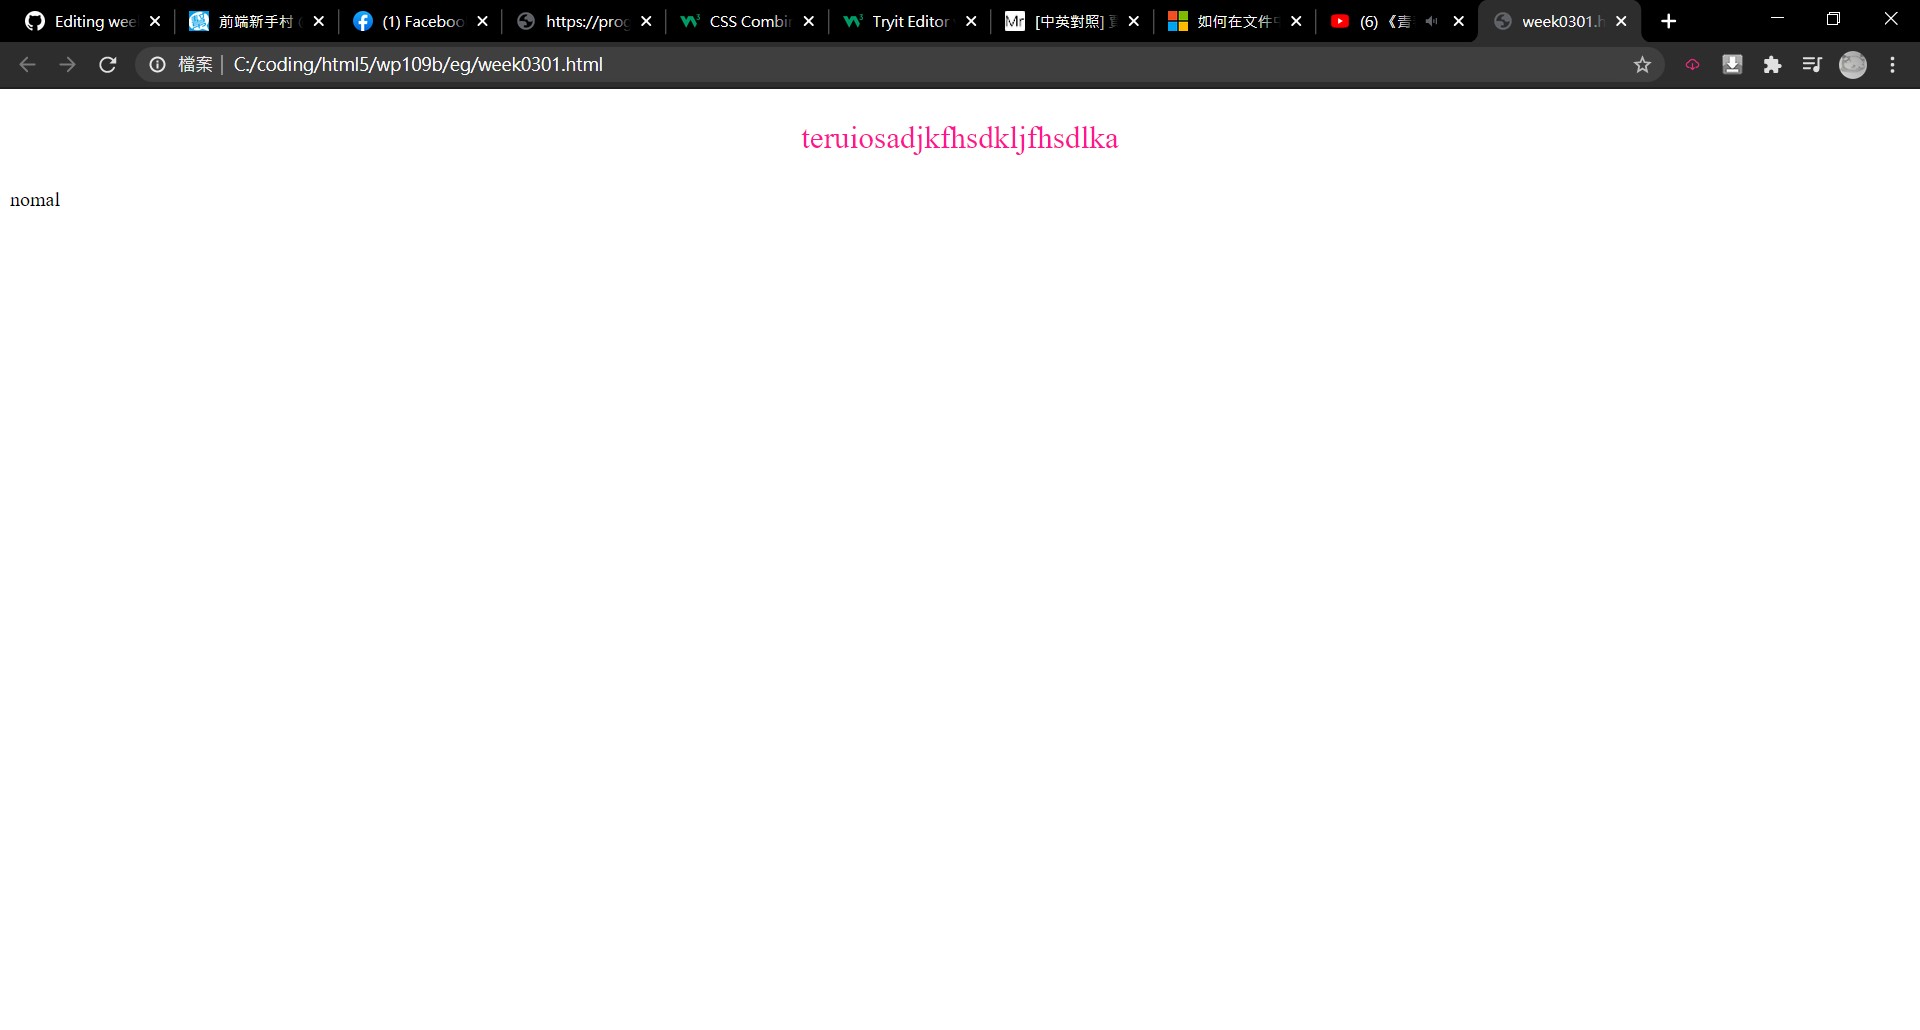 Editing wee
前端新手村
(1) Faceboo
https://prog
CSS Combi
Tryit Editor
[中英對照]
如何在文件
(6) 《
week0301.h
檔案 | C:/coding/html5/wp109b/eg/week0301.html
teruiosadjkfhsdkljfhsdlka
nomal